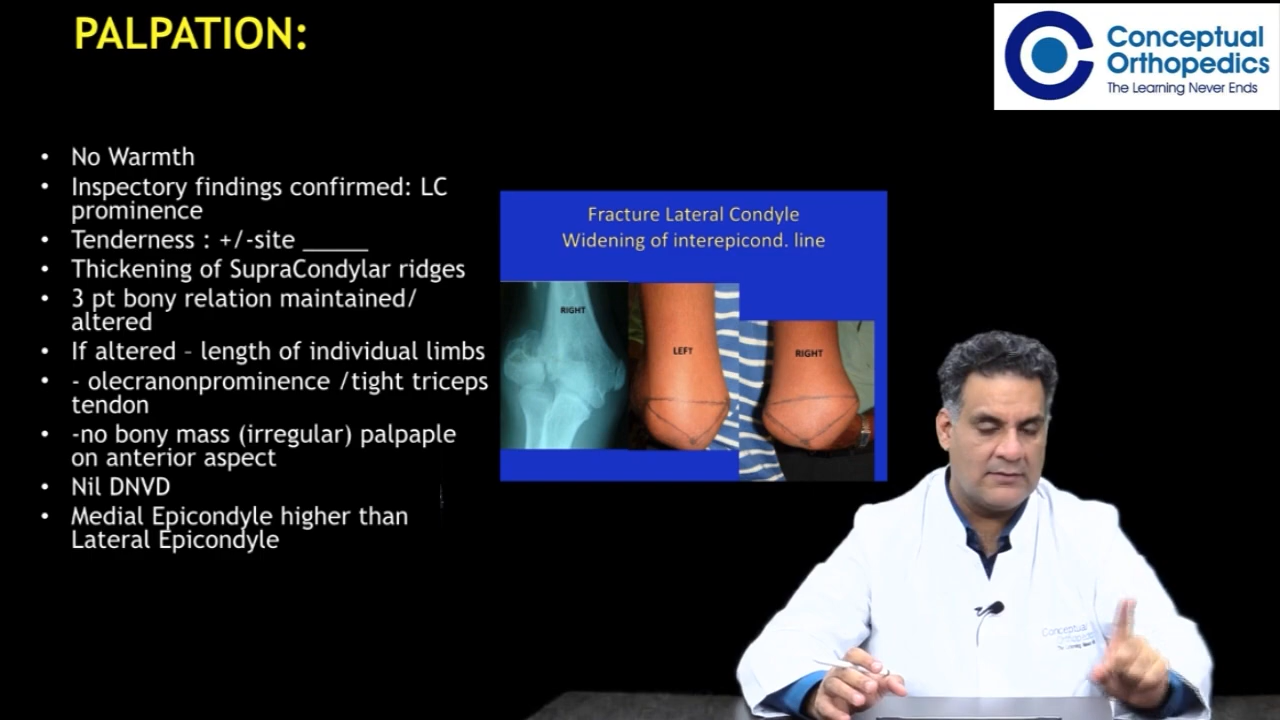 PALPATION:
Conceptual
Orthopedics
The Learning Never Ends
• No Warmth
• Inspectory findings confirmed: LC
prominence
• Tenderness : +/-site _____
• Thickening of SupraCondylar ridges
• 3 pt bony relation maintained/
altered
• If altered – length of individual limbs
• - olecranonprominence /tight triceps
tendon
• -no bony mass (irregular) palpaple
on anterior aspect
• Nil DNVD
• Medial Epicondyle higher than
Lateral Epicondyle
Fracture Lateral Condyle
Widening of interepicond. line
RIGHT
LEFT
RIGHT
Conceptual
Orthopedics